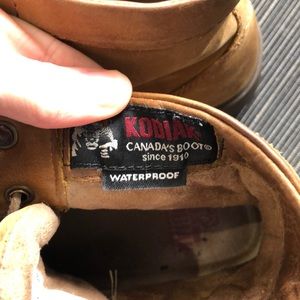 KODIAK
CANADA'S BOOT®
since 1910
WATERPROOF